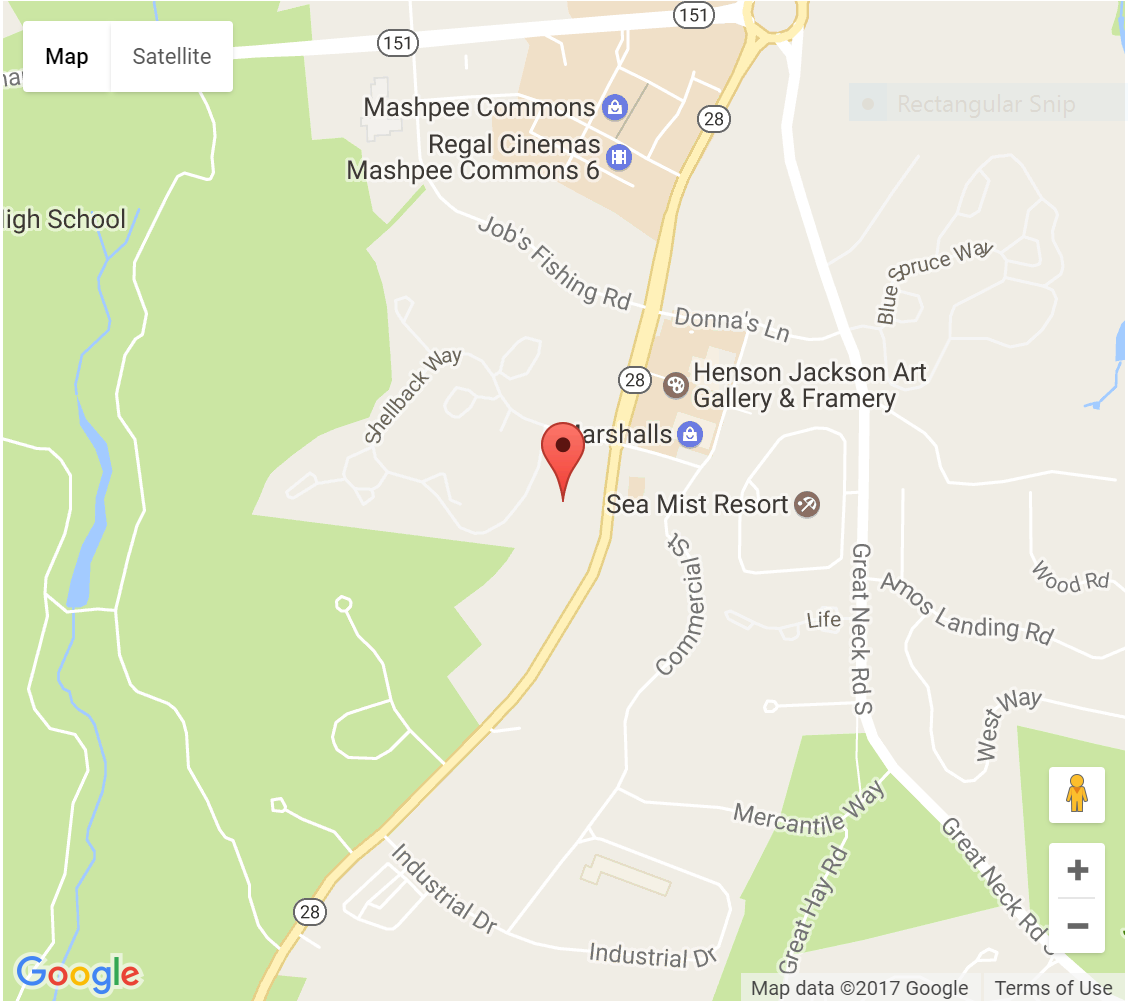 151
151
Map
Satellite
Rectangular Snip
Mashpee Commons
28
Regal Cinemas
Mashpee Commons 6
igh School
Job's Fishing Rd
Blue Spruce Way
Donna's Ln
Shellback Way
28
Henson Jackson Art
Gallery & Framery
arshalls
Sea Mist Resort
Commercial St
Great Neck Rd S
Wood Rd
Amos Landing Rd
Life
West Way
Mercantile Way
Industrial Dr
Great Hay Rd
Great Neck Rd S
28
Industrial Dr
Google
Map data ©2017 Google
Terms of Use